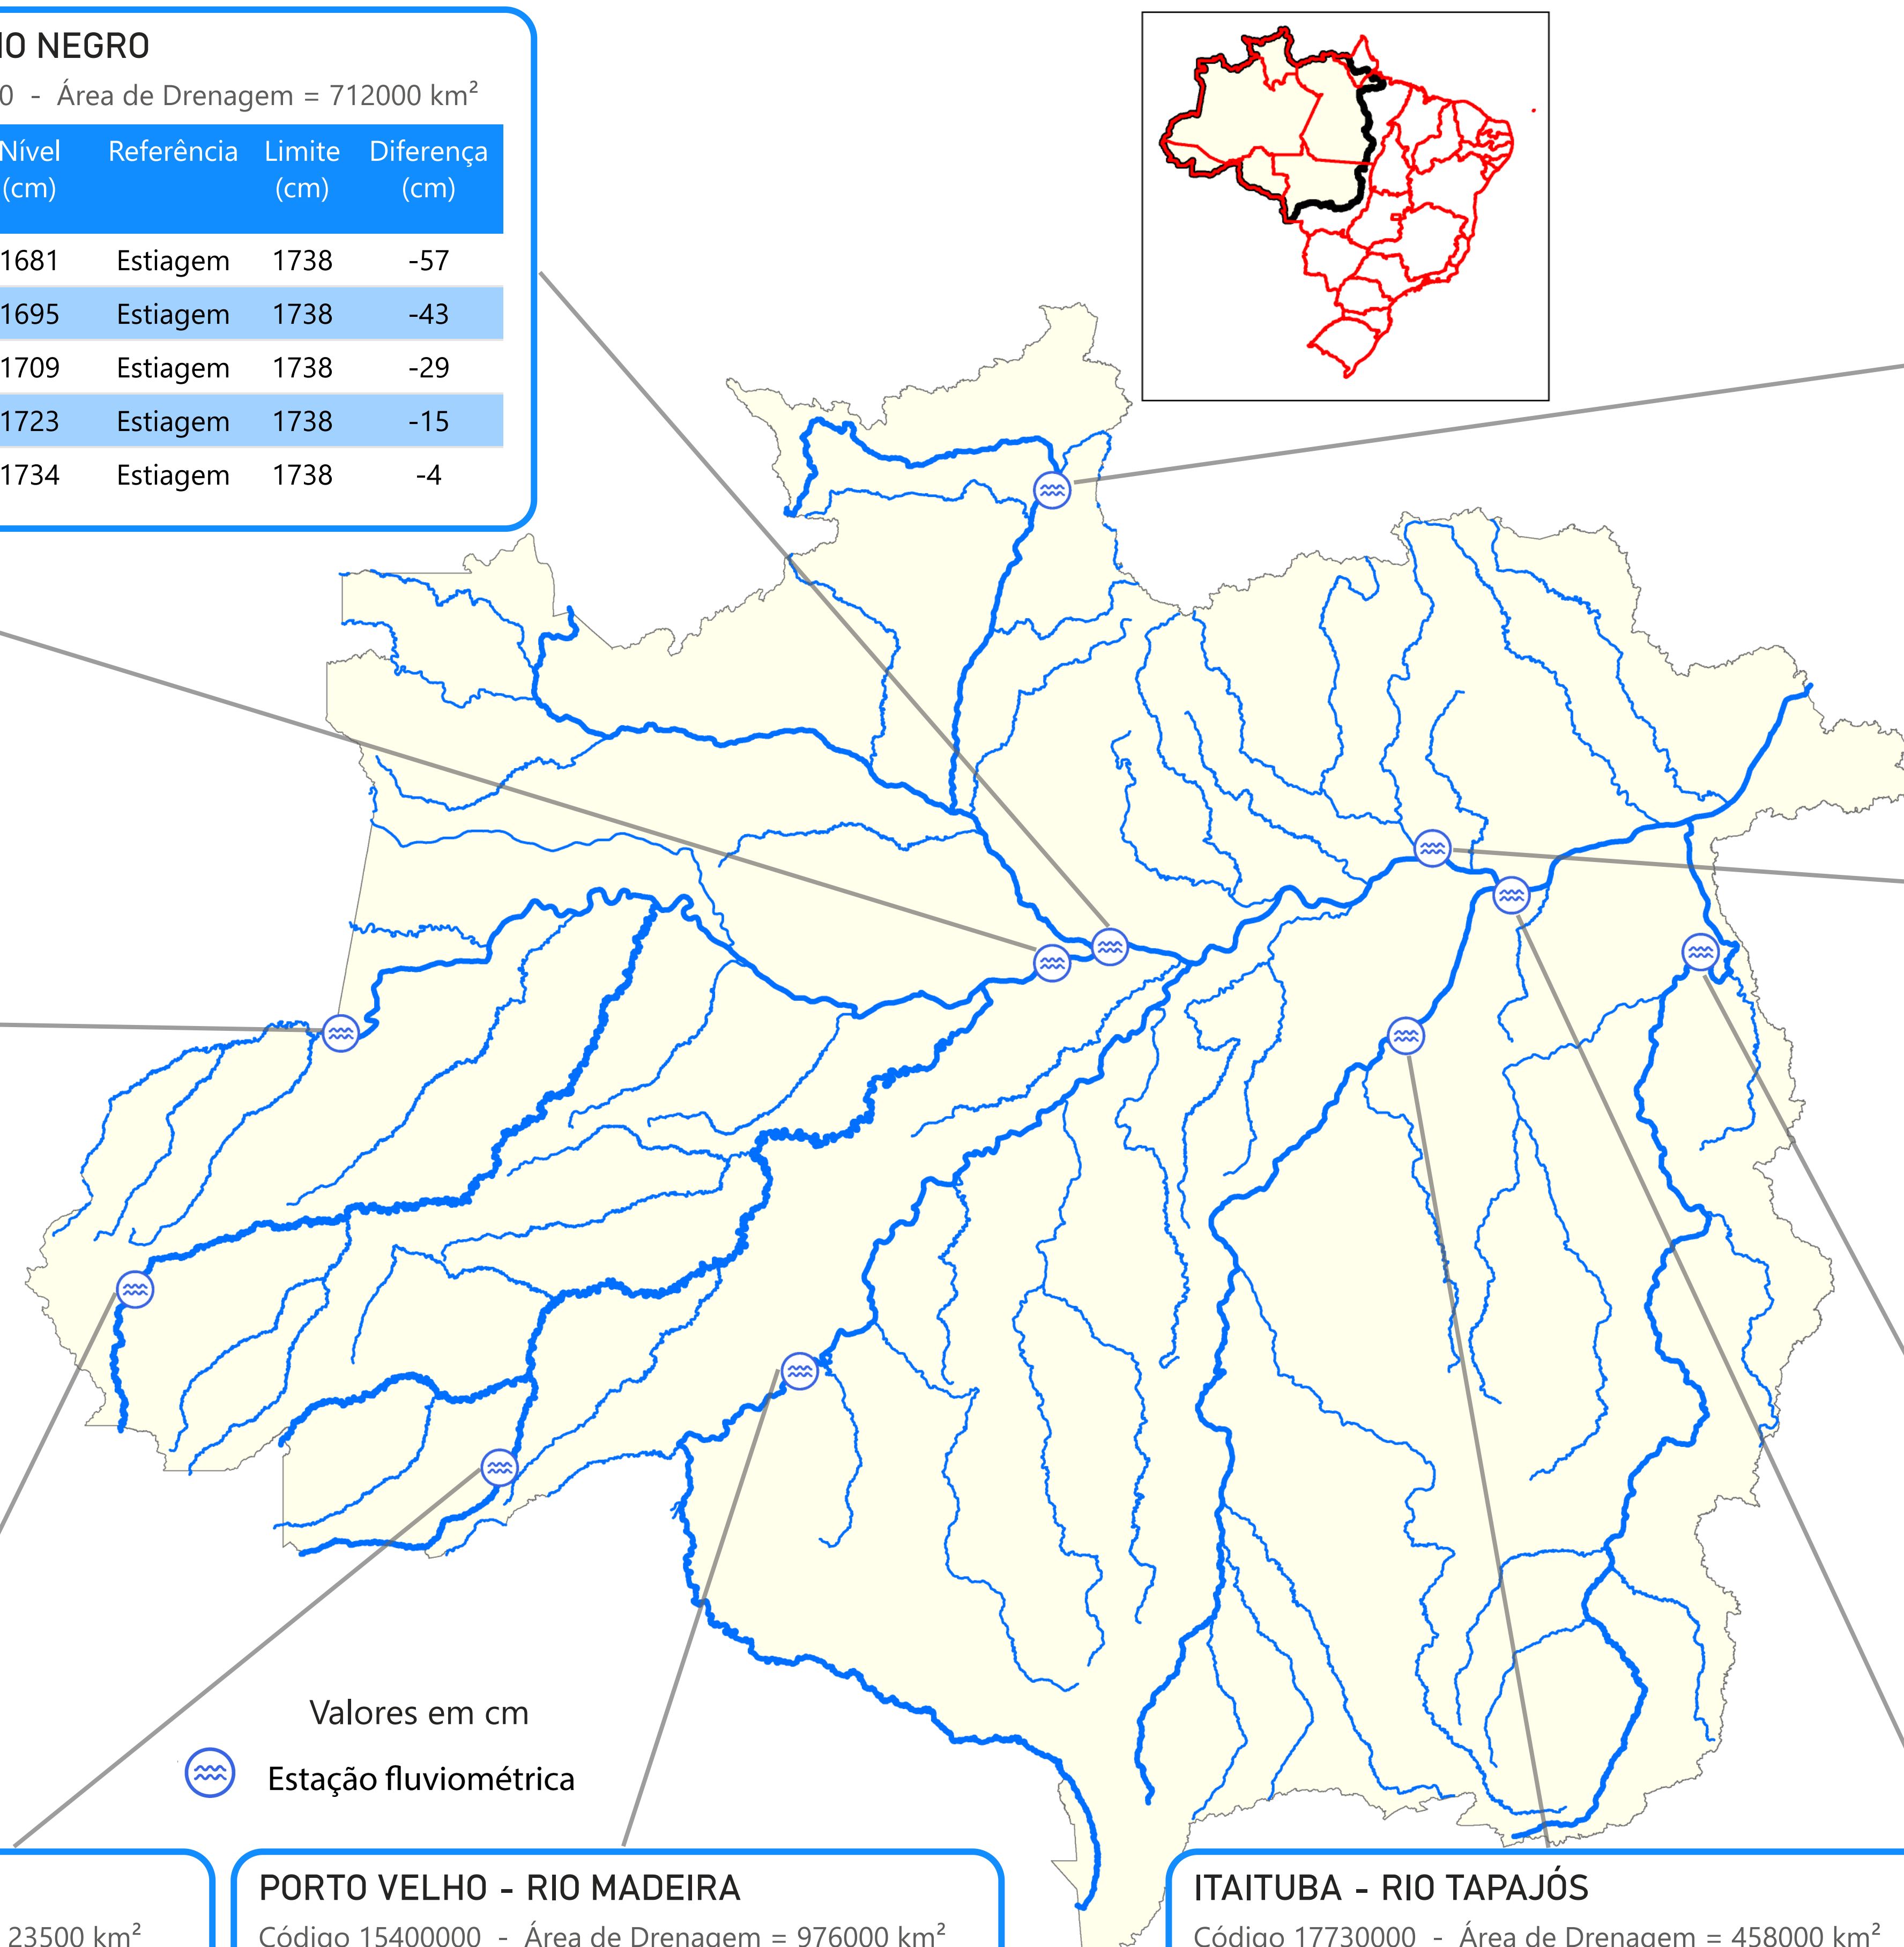 IO NEGRO
0 - Área de Drenagem = 712000 km²
Nível Referência Limite Diferença
(cm) (cm) (cm)
1681 Estiagem 1738 -57
1695 Estiagem 1738 -43
1709 Estiagem 1738 -29
1723 Estiagem 1738 -15
1734 Estiagem 1738 -4
Valores em cm
Estação fluviométrica
23500 km²
PORTO VELHO - RIO MADEIRA
Código 15400000 - Área de Drenagem = 976000 km²
ITAITUBA - RIO TAPAJÓS
Código 17730000 - Área de Drenagem = 458000 km²